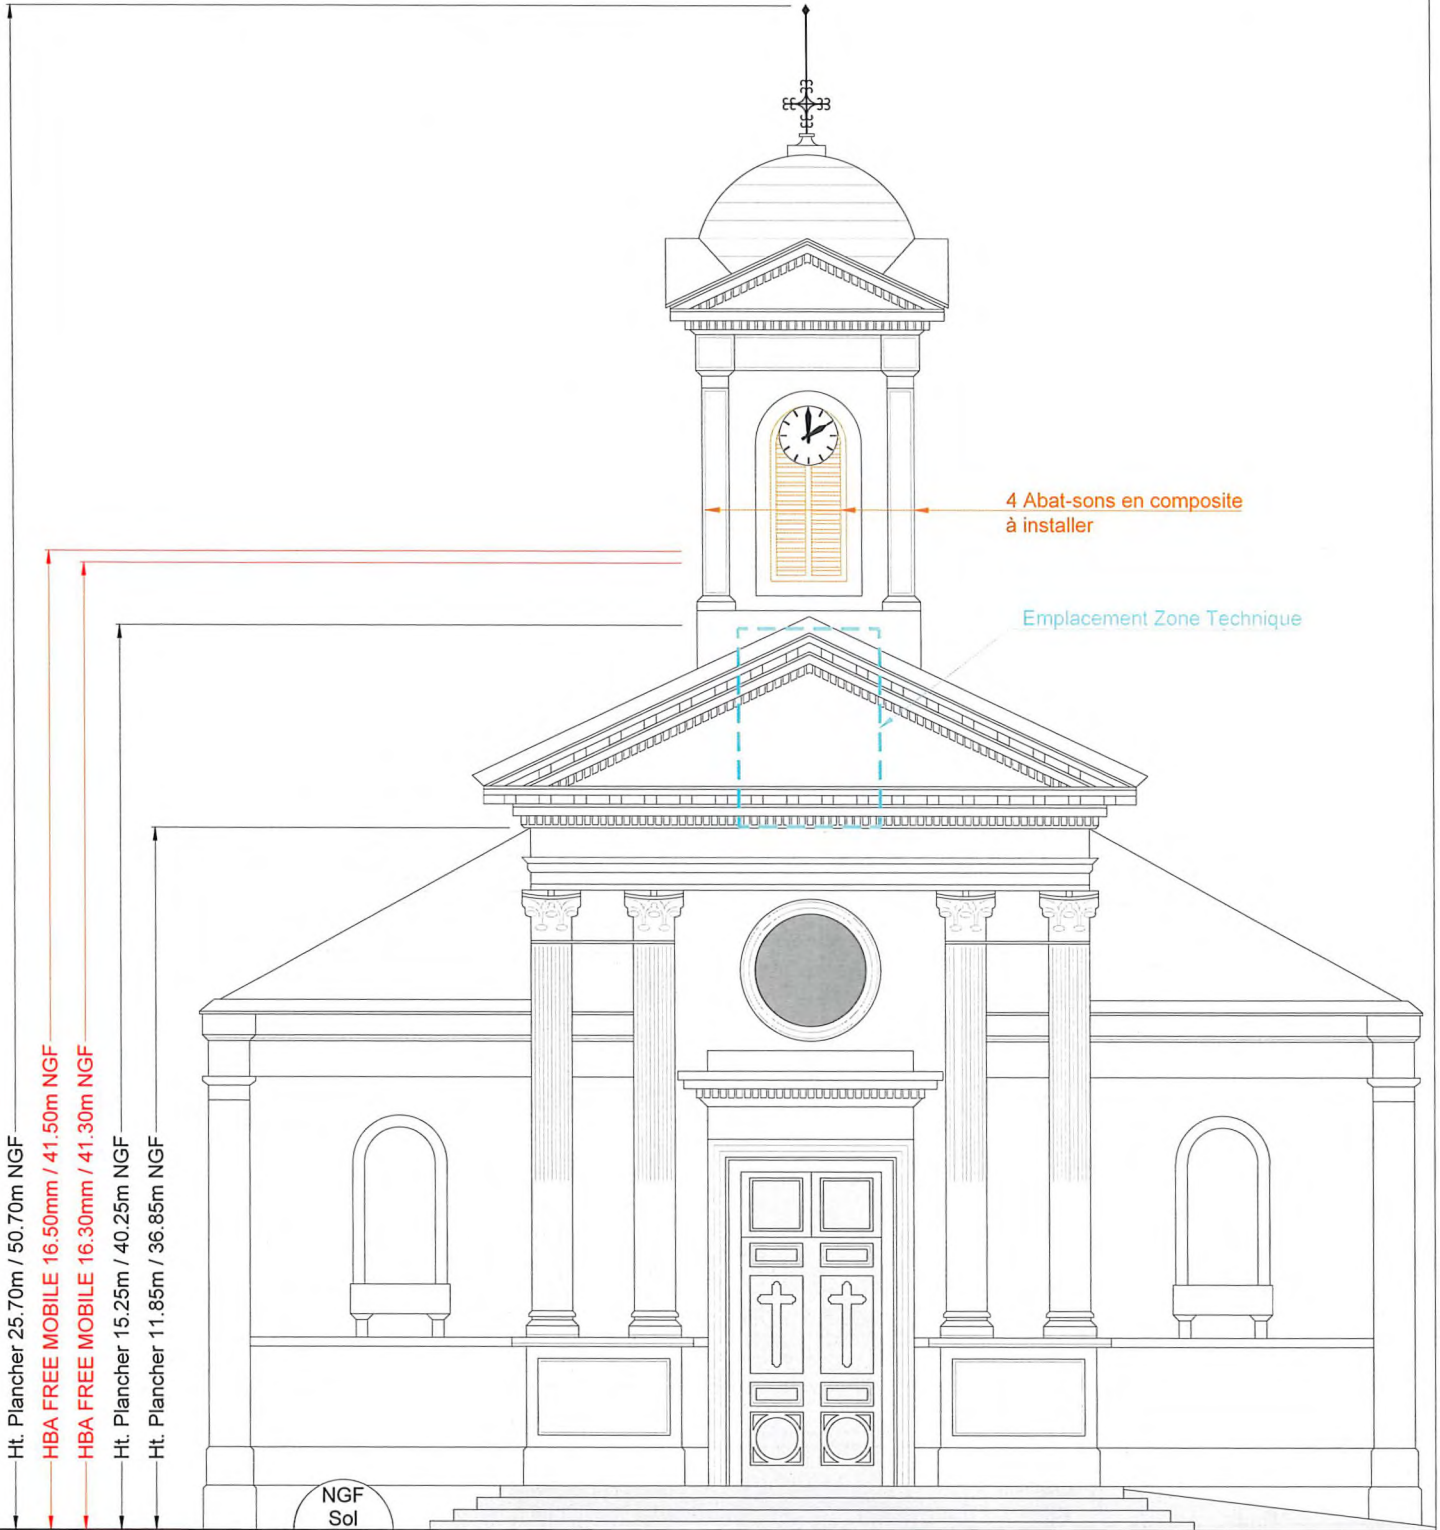 4 Abat-sons en composite
à installer
Emplacement Zone Technique
Ht. Plancher 25.70m / 50.70m NGF
HBA FREE MOBILE 16.50mm / 41.50m NGF
HBA FREE MOBILE 16.30mm / 41.30m NGF
Ht. Plancher 15.25m / 40.25m NGF
Ht. Plancher 11.85m / 36.85m NGF
NGF
Sol